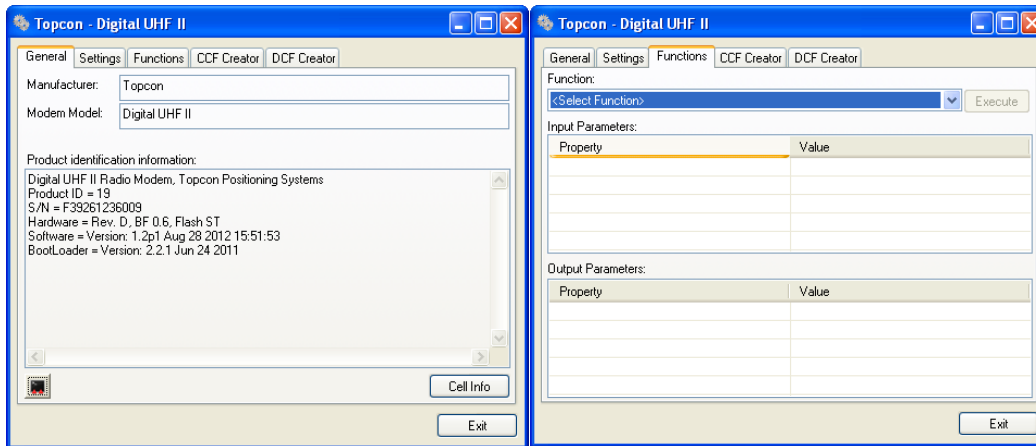 Topcon - Digital UHF II
General Settings Functions CCF Creator DCF Creator
Manufacturer: Topcon
Modem Model: Digital UHF II
Product identification information:
Digital UHF II Radio Modem, Topcon Positioning Systems
Product ID = 19
S/N = F39261236009
Hardware = Rev. D, BF 0.6, Flash ST
Software = Version: 1.2p1 Aug 28 2012 15:51:53
BootLoader = Version: 2.2.1 Jun 24 2011
Cell Info
Exit
Topcon - Digital UHF II
General Settings Functions CCF Creator DCF Creator
Function:
<Select Function> Execute
Input Parameters:
Property Value
Output Parameters:
Property Value
Exit